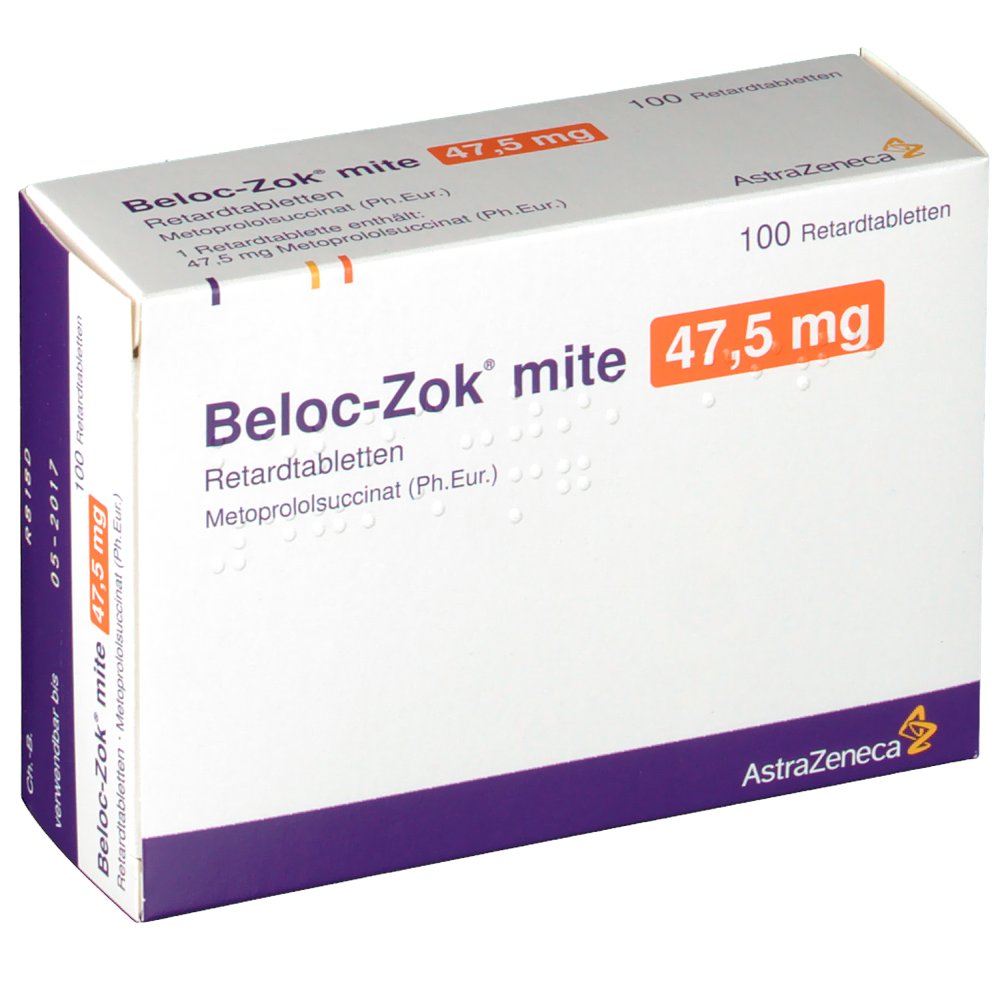 Beloc-Zok® mite 47,5 mg
100 Retardtabletten
Retardtabletten
Metoprololsuccinat (Ph.Eur.)
1 Retardtablette enthält:
47,5 mg Metoprololsuccinat (Ph.Eur.)
AstraZeneca
100 Retardtabletten
Beloc-Zok® mite 47,5 mg
Retardtabletten
Metoprololsuccinat (Ph.Eur.)
AstraZeneca
100 Retardtabletten
Beloc-Zok® mite 47,5 mg
Retardtabletten · Metoprololsuccinat (Ph.Eur.)
Ch.-B.
verwendbar bis
05-2017